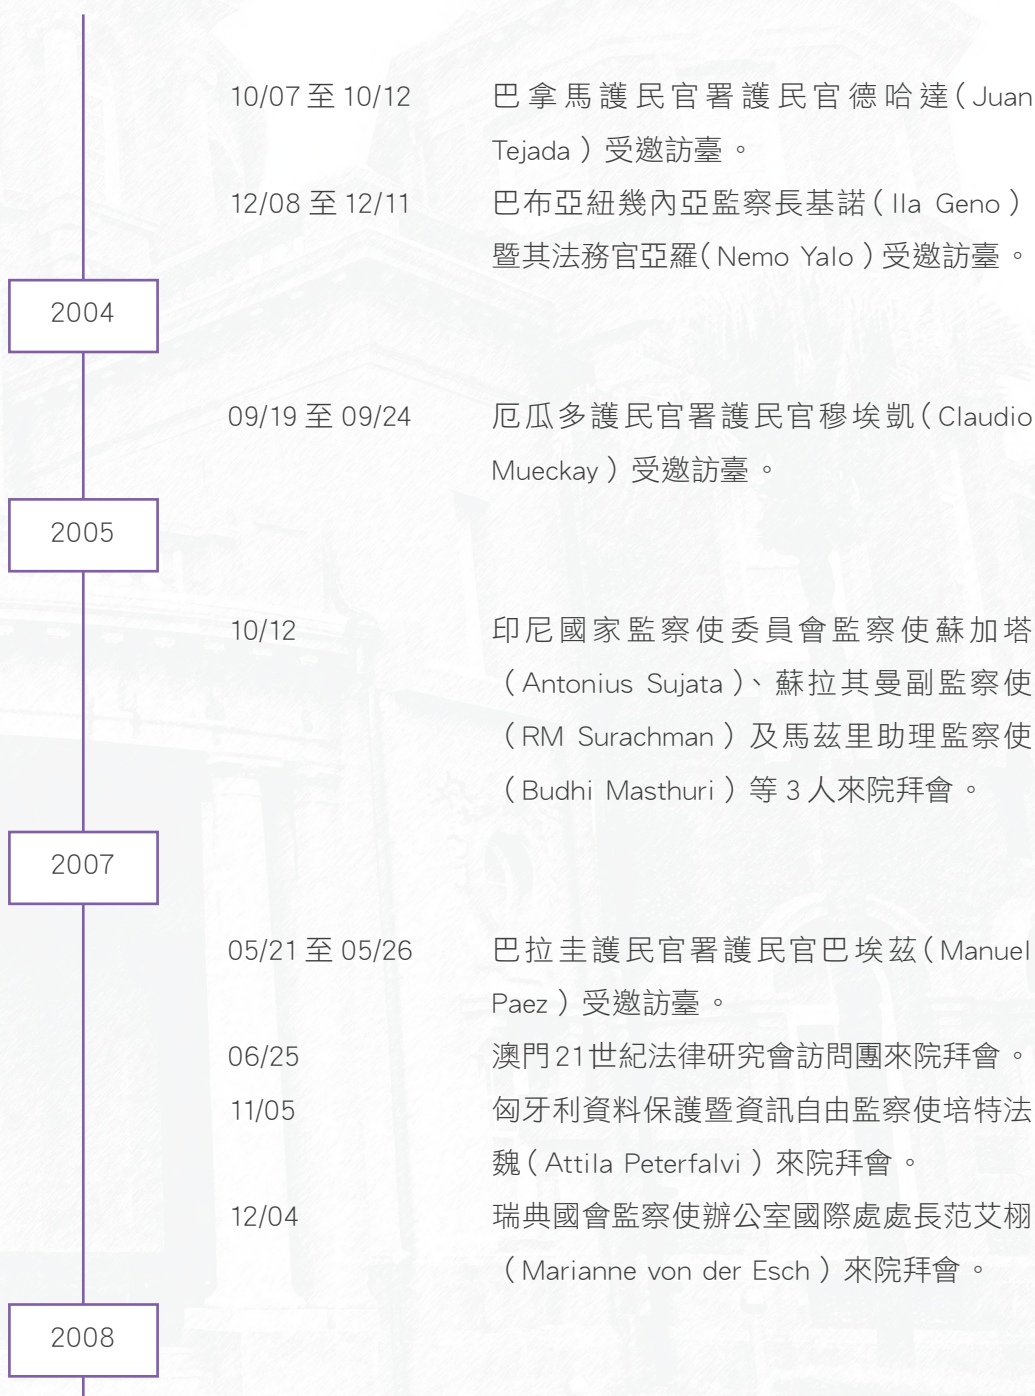 10/07 至 10/12 巴拿馬護民官署護民官德哈達（Juan
Tejada）受邀訪臺。
12/08 至 12/11 巴布亞紐幾內亞監察長基諾（Ila Geno）
暨其法務官亞羅（Nemo Yalo）受邀訪臺。
2004
09/19 至 09/24 厄瓜多護民官署護民官穆埃凱（Claudio
Mueckay）受邀訪臺。
2005
10/12 印尼國家監察使委員會監察使蘇加塔
（Antonius Sujata）、蘇拉其曼副監察使
（RM Surachman）及馬茲里助理監察使
（Budhi Masthuri）等 3 人來院拜會。
2007
05/21 至 05/26 巴拉圭護民官署護民官巴埃茲（Manuel
Paez）受邀訪臺。
06/25 澳門21世紀法律研究會訪問團來院拜會。
11/05 匈牙利資料保護暨資訊自由監察使培特法
魏（Attila Peterfalvi）來院拜會。
12/04 瑞典國會監察使辦公室國際處處長范艾栩
（Marianne von der Esch）來院拜會。
2008